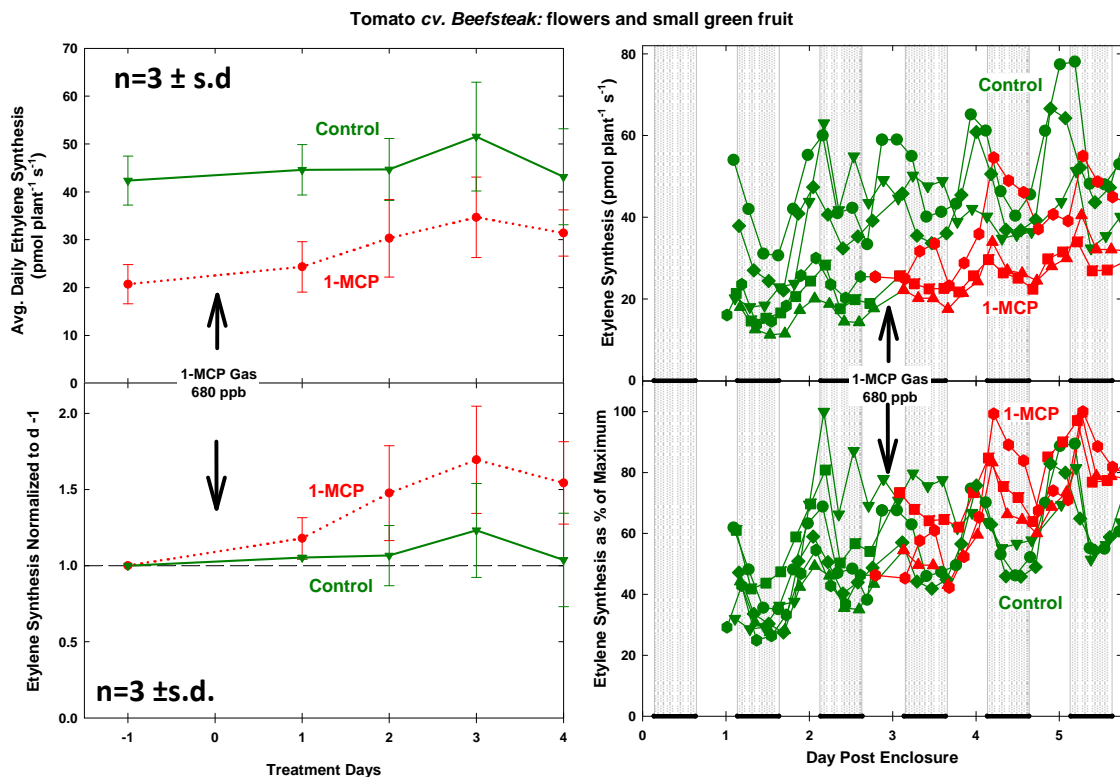 Tomato cv. Beefsteak: flowers and small green fruit
70
60
50
40
30
20
10
0
Avg. Daily Ethylene Synthesis
(pmol plant⁻¹ s⁻¹)
n=3 ± s.d
Control
1-MCP
1-MCP Gas
680 ppb
2.0
1.5
1.0
0.5
0.0
Etylene Synthesis Normalized to d -1
1-MCP
Control
n=3 ±s.d.
-1 0 1 2 3 4
Treatment Days
80
60
40
20
0
Etylene Synthesis (pmol plant⁻¹ s⁻¹)
Control
1-MCP
1-MCP Gas
680 ppb
100
80
60
40
20
0
Etylene Synthesis as % of Maximum
1-MCP
Control
0 1 2 3 4 5
Day Post Enclosure